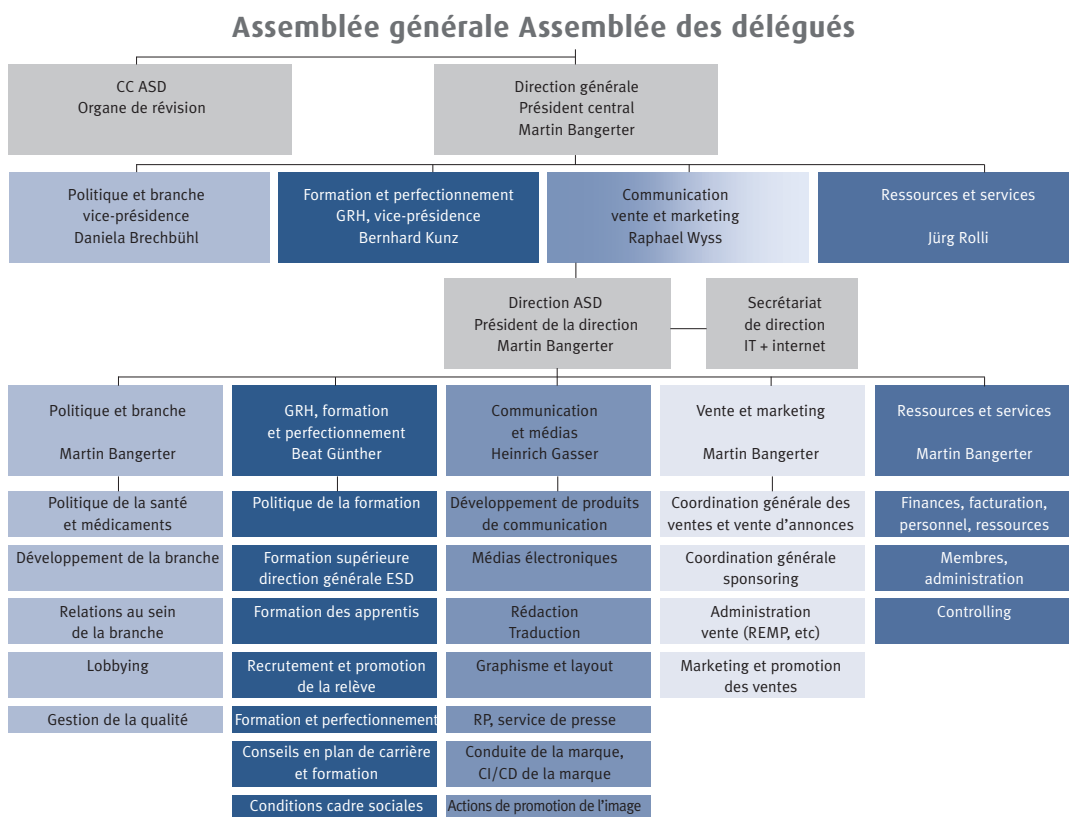 Assemblée générale Assemblée des délégués
CC ASD
Organe de révision
Direction générale
Président central
Martin Bangerter
Politique et branche
vice-présidence
Daniela Brechbühl
Formation et perfectionnement
GRH, vice-présidence
Bernhard Kunz
Communication
vente et marketing
Raphael Wyss
Ressources et services
Jürg Rolli
Direction ASD
Président de la direction
Martin Bangerter
Secrétariat
de direction
IT + internet
Politique et branche
Martin Bangerter
GRH, formation
et perfectionnement
Beat Günther
Communication
et médias
Heinrich Gasser
Vente et marketing
Martin Bangerter
Ressources et services
Martin Bangerter
Politique de la santé
et médicaments
Politique de la formation
Développement de produits
de communication
Coordination générale des
ventes et vente d'annonces
Finances, facturation,
personnel, ressources
Développement de la branche
Formation supérieure
direction générale ESD
Médias électroniques
Coordination générale
sponsoring
Membres,
administration
Relations au sein
de la branche
Formation des apprentis
Rédaction
Traduction
Administration
vente (REMP, etc)
Controlling
Lobbying
Recrutement et promotion
de la relève
Graphisme et layout
Marketing et promotion
des ventes
Gestion de la qualité
Formation et perfectionnement
RP, service de presse
Conseils en plan de carrière
et formation
Conduite de la marque,
CI/CD de la marque
Conditions cadre sociales
Actions de promotion de l'image